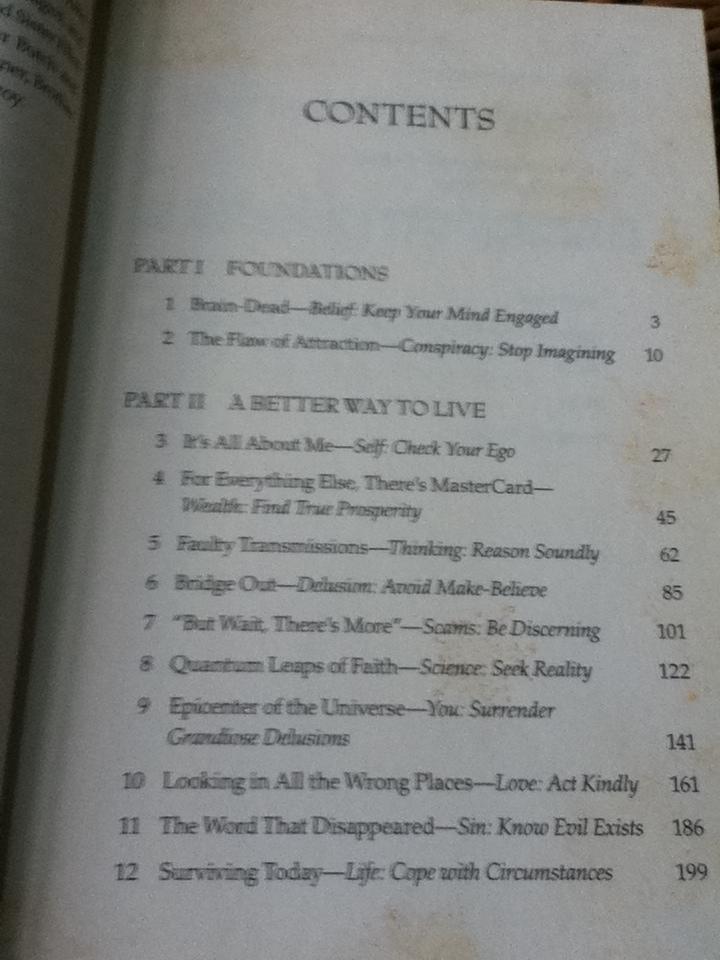 CONTENTS
PART I FOUNDATIONS
1 Brain-Dead—Belief: Keep Your Mind Engaged 3
2 The Flaw of Attraction—Conspiracy: Stop Imagining 10
PART II A BETTER WAY TO LIVE
3 It's All About Me—Self: Check Your Ego 27
4 For Everything Else, There's MasterCard—
Wealth: Find True Prosperity 45
5 Faulty Transmissions—Thinking: Reason Soundly 62
6 Bridge Out—Delusion: Avoid Make-Believe 85
7 "But Wait, There's More"—Scams: Be Discerning 101
8 Quantum Leaps of Faith—Science: Seek Reality 122
9 Epicenter of the Universe—You: Surrender
Grandiose Delusions 141
10 Looking in All the Wrong Places—Love: Act Kindly 161
11 The Word That Disappeared—Sin: Know Evil Exists 186
12 Surviving Today—Life: Cope with Circumstances 199